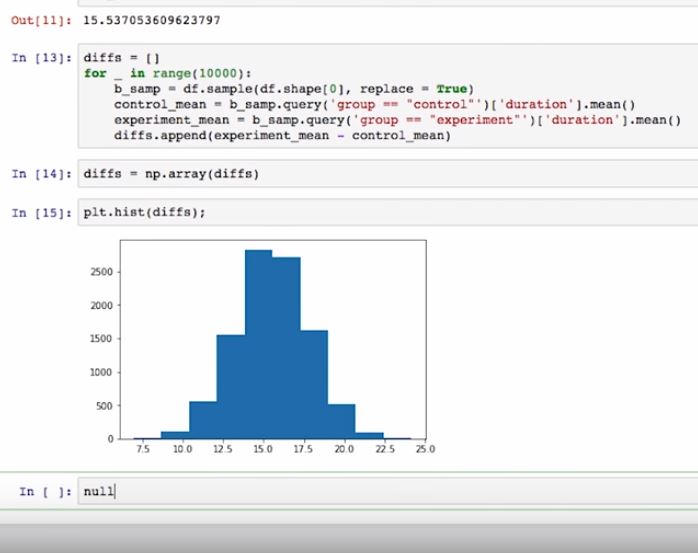 Out[11]: 15.537053609623797
In [13]: diffs = []
for _ in range(10000):
b_samp = df.sample(df.shape[0], replace = True)
control_mean = b_samp.query('group == "control"')['duration'].mean()
experiment_mean = b_samp.query('group == "experiment"')['duration'].mean()
diffs.append(experiment_mean - control_mean)
In [14]: diffs = np.array(diffs)
In [15]: plt.hist(diffs);
2500
2000
1500
1000
500
0
7.5 10.0 12.5 15.0 17.5 20.0 22.5 25.0
In [ ]: null